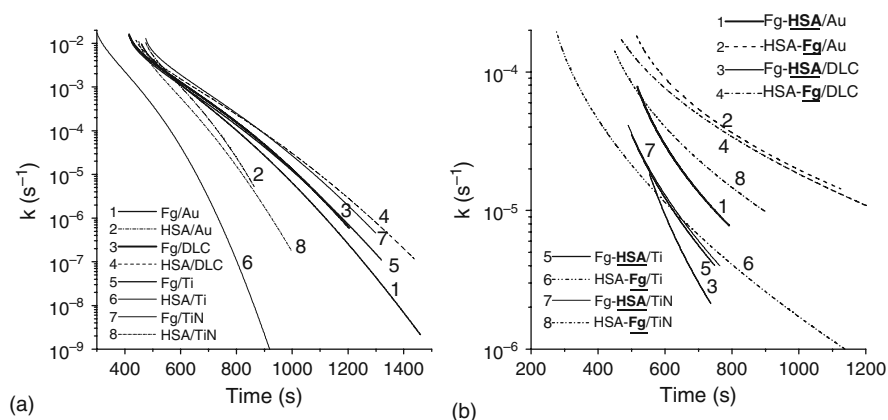 10⁻²
10⁻³
10⁻⁴
10⁻⁵
10⁻⁶
10⁻⁷
10⁻⁸
10⁻⁹
k (s⁻¹)
1 Fg/Au
2 HSA/Au
3 Fg/DLC
4 HSA/DLC
5 Fg/Ti
6 HSA/Ti
7 Fg/TiN
8 HSA/TiN
2
8
6
3
4
7
5
1
400 600 800 1000 1200 1400
Time (s)
(a)
10⁻⁴
10⁻⁵
10⁻⁶
k (s⁻¹)
1 Fg-HSA/Au
2 HSA-Fg/Au
3 Fg-HSA/DLC
4 HSA-Fg/DLC
2
4
7
8
1
5
3
6
5 Fg-HSA/Ti
6 HSA-Fg/Ti
7 Fg-HSA/TiN
8 HSA-Fg/TiN
200 400 600 800 1000 1200
Time (s)
(b)